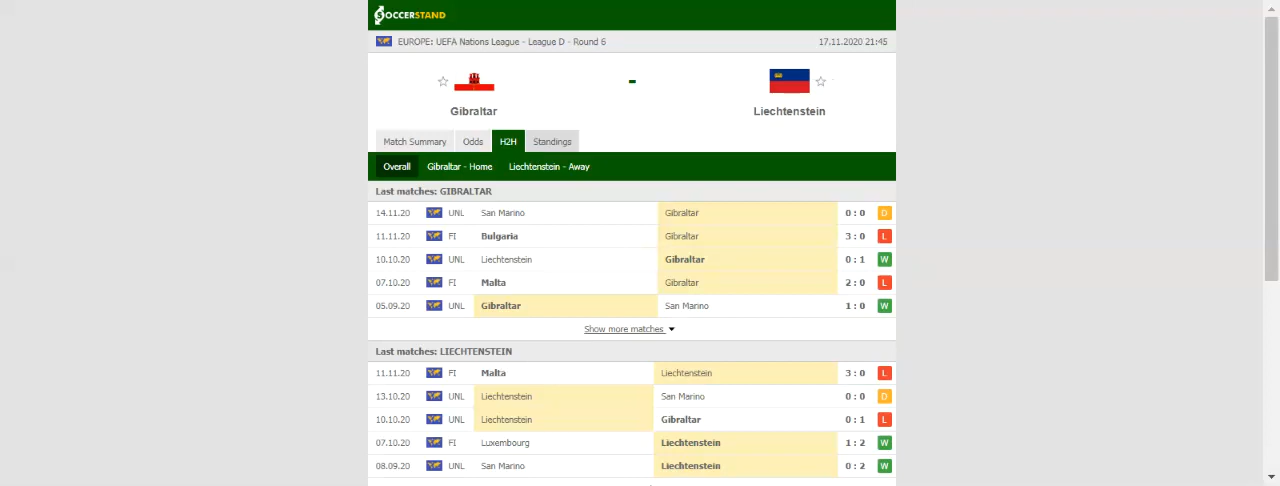 SOCCERSTAND
EUROPE: UEFA Nations League - League D - Round 6 17.11.2020 21:45
-
Gibraltar Liechtenstein
Match Summary Odds H2H Standings
Overall Gibraltar - Home Liechtenstein - Away
Last matches: GIBRALTAR
14.11.20 UNL San Marino Gibraltar 0 : 0 D
11.11.20 FI Bulgaria Gibraltar 3 : 0 L
10.10.20 UNL Liechtenstein Gibraltar 0 : 1 W
07.10.20 FI Malta Gibraltar 2 : 0 L
05.09.20 UNL Gibraltar San Marino 1 : 0 W
Show more matches
Last matches: LIECHTENSTEIN
11.11.20 FI Malta Liechtenstein 3 : 0 L
13.10.20 UNL Liechtenstein San Marino 0 : 0 D
10.10.20 UNL Liechtenstein Gibraltar 0 : 1 L
07.10.20 FI Luxembourg Liechtenstein 1 : 2 W
08.09.20 UNL San Marino Liechtenstein 0 : 2 W